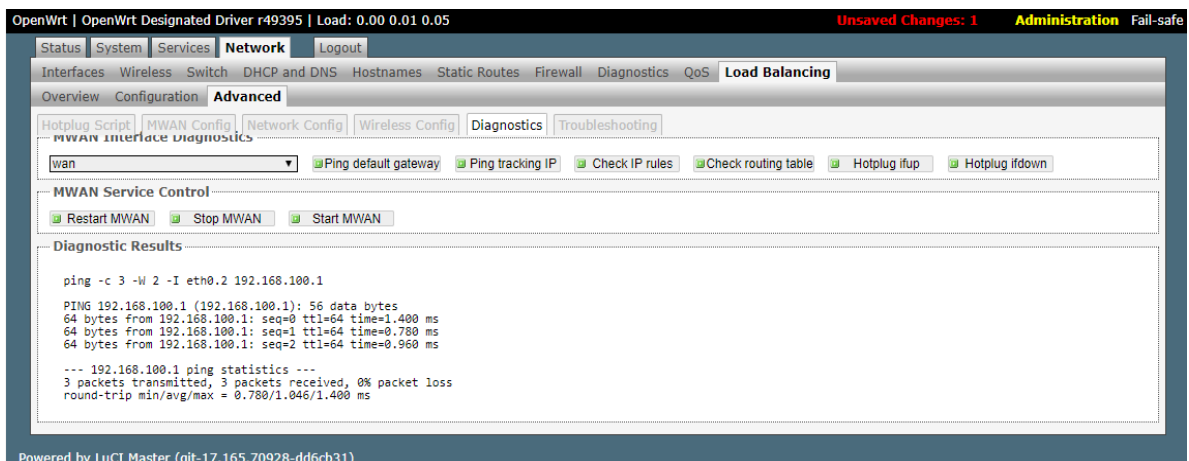 OpenWrt | OpenWrt Designated Driver r49395 | Load: 0.00 0.01 0.05 Unsaved Changes: 1 Administration Fail-safe
Status System Services Network Logout
Interfaces Wireless Switch DHCP and DNS Hostnames Static Routes Firewall Diagnostics QoS Load Balancing
Overview Configuration Advanced
Hotplug Script MWAN Config Network Config Wireless Config Diagnostics Troubleshooting
MWAN Interface Diagnostics
wan Ping default gateway Ping tracking IP Check IP rules Check routing table Hotplug ifup Hotplug ifdown
MWAN Service Control
Restart MWAN Stop MWAN Start MWAN
Diagnostic Results
ping -c 3 -W 2 -I eth0.2 192.168.100.1
PING 192.168.100.1 (192.168.100.1): 56 data bytes
64 bytes from 192.168.100.1: seq=0 ttl=64 time=1.400 ms
64 bytes from 192.168.100.1: seq=1 ttl=64 time=0.780 ms
64 bytes from 192.168.100.1: seq=2 ttl=64 time=0.960 ms
--- 192.168.100.1 ping statistics ---
3 packets transmitted, 3 packets received, 0% packet loss
round-trip min/avg/max = 0.780/1.046/1.400 ms
Powered by LuCI Master (git-17.165.70928-dd6cb31)